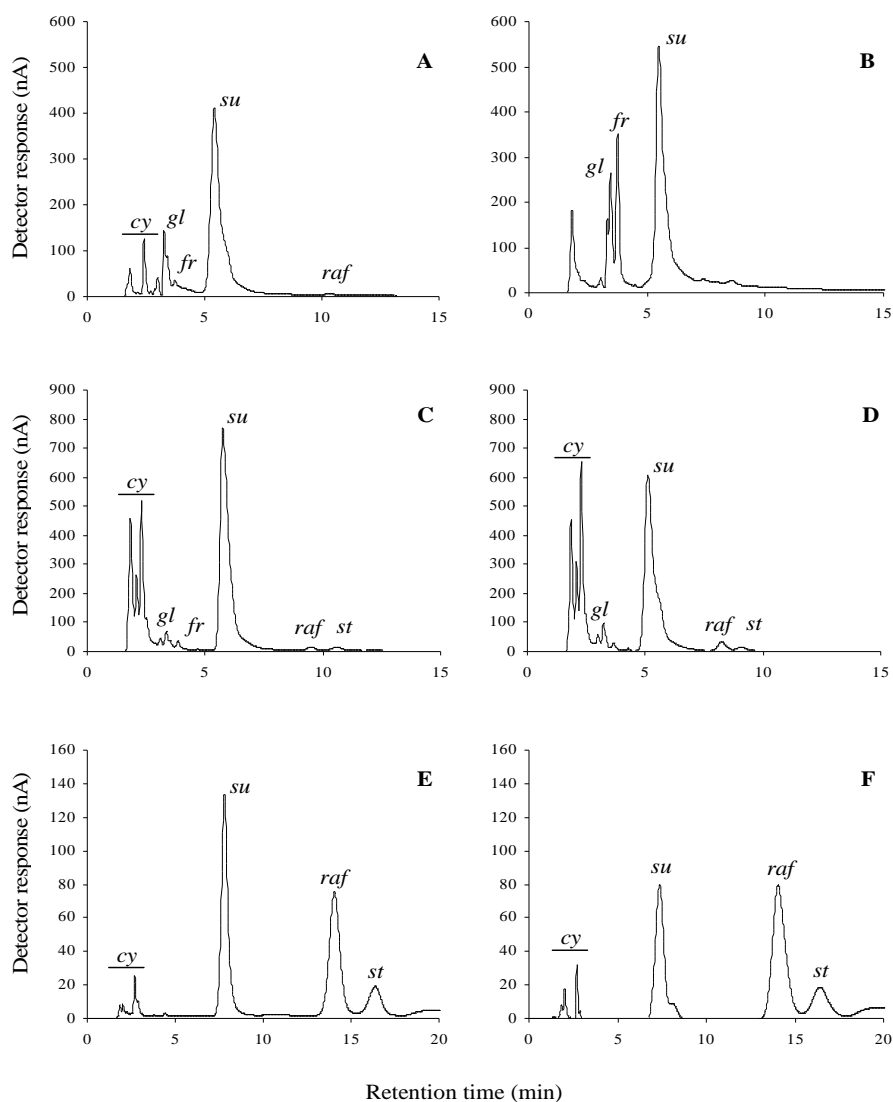 Detector response (nA)
600
500
400
300
200
100
0
A
cy
gl
fr
su
raf
0 5 10 15
600
500
400
300
200
100
0
B
gl
fr
su
0 5 10 15
Detector response (nA)
900
800
700
600
500
400
300
200
100
0
C
cy
gl
fr
su
raf
st
0 5 10 15
900
800
700
600
500
400
300
200
100
0
D
cy
gl
su
raf
st
0 5 10 15
Detector response (nA)
160
140
120
100
80
60
40
20
0
E
cy
su
raf
st
0 5 10 15 20
160
140
120
100
80
60
40
20
0
F
cy
su
raf
st
0 5 10 15 20
Retention time (min)